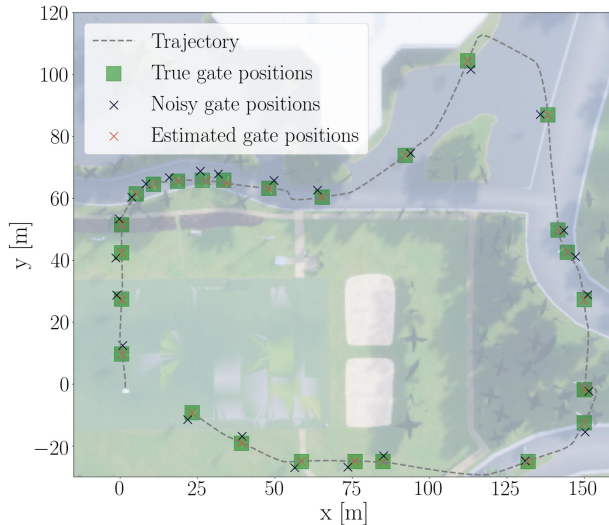 120
100
80
60
40
20
0
−20
y [m]
Trajectory
True gate positions
Noisy gate positions
Estimated gate positions
0 25 50 75 100 125 150
x [m]